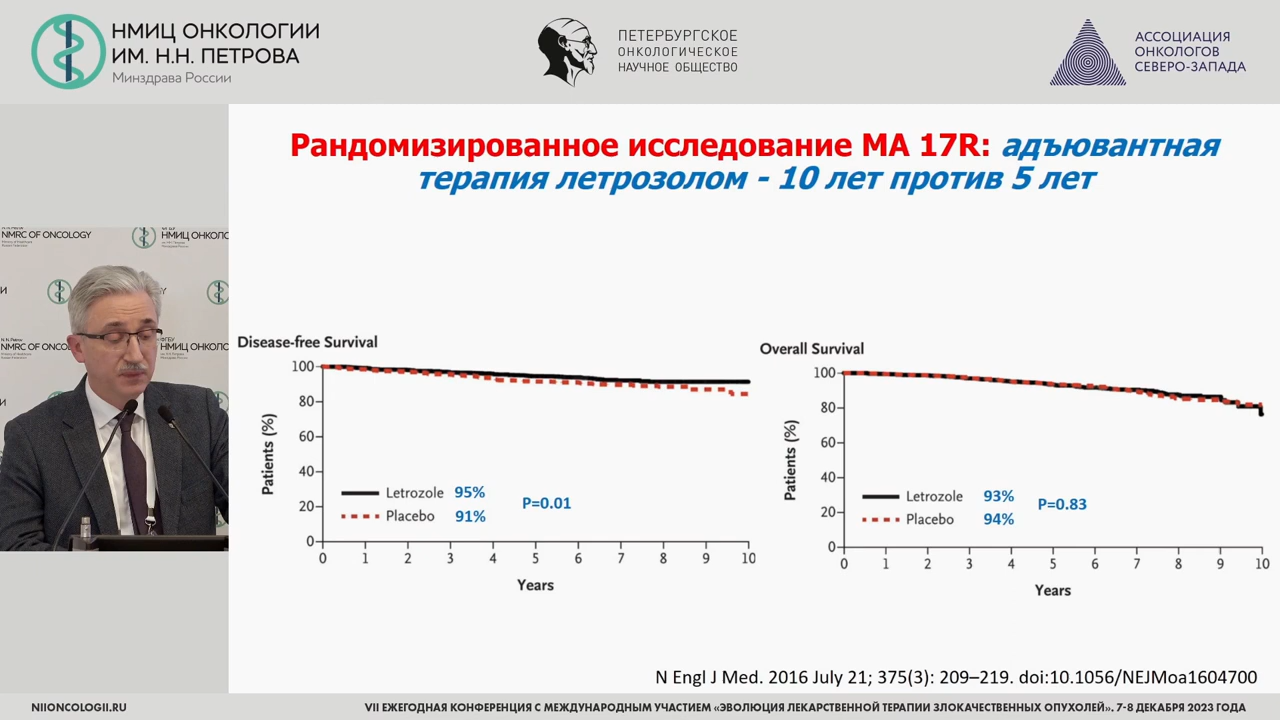 НМИЦ ОНКОЛОГИИ
ИМ. Н.Н. ПЕТРОВА
Минздрава России
ПЕТЕРБУРГСКОЕ
ОНКОЛОГИЧЕСКОЕ
НАУЧНОЕ ОБЩЕСТВО
АССОЦИАЦИЯ
ОНКОЛОГОВ
СЕВЕРО-ЗАПАДА
Рандомизированное исследование MA 17R: адъювантная
терапия летрозолом - 10 лет против 5 лет
NMRC OF ONCOLOGY
НМИЦ ОНКОЛО
NMRC OF ONCO
НМИЦ ОНКОЛО
Disease-free Survival
100
80
60
40
20
0
Patients (%)
Letrozole 95%
Placebo 91%
P=0.01
0 1 2 3 4 5 6 7 8 9 10
Years
Overall Survival
100
80
60
40
20
0
Patients (%)
Letrozole 93%
Placebo 94%
P=0.83
0 1 2 3 4 5 6 7 8 9 10
Years
N Engl J Med. 2016 July 21; 375(3): 209–219. doi:10.1056/NEJMoa1604700
NIIONCOLOGII.RU
VII ЕЖЕГОДНАЯ КОНФЕРЕНЦИЯ С МЕЖДУНАРОДНЫМ УЧАСТИЕМ «ЭВОЛЮЦИЯ ЛЕКАРСТВЕННОЙ ТЕРАПИИ ЗЛОКАЧЕСТВЕННЫХ ОПУХОЛЕЙ». 7-8 ДЕКАБРЯ 2023 ГОДА